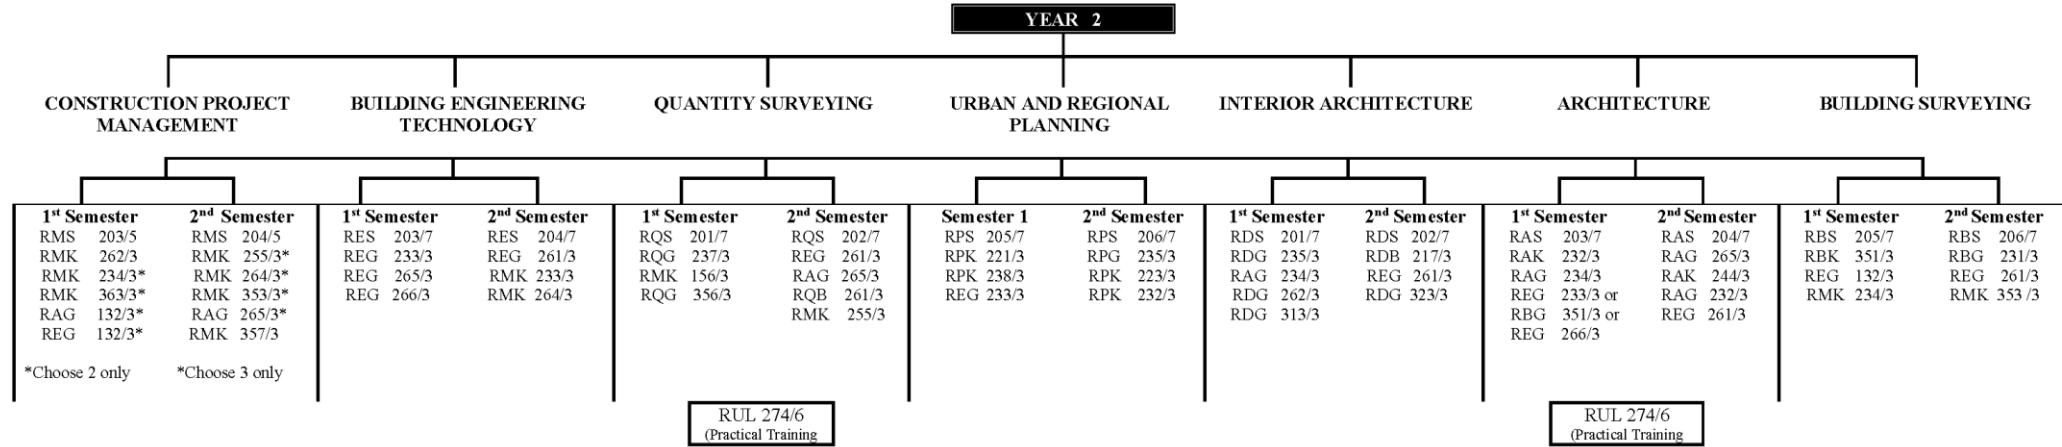 YEAR 2
CONSTRUCTION PROJECT
MANAGEMENT
BUILDING ENGINEERING
TECHNOLOGY
QUANTITY SURVEYING
URBAN AND REGIONAL
PLANNING
INTERIOR ARCHITECTURE
ARCHITECTURE
BUILDING SURVEYING
1st Semester
RMS 203/5
RMK 262/3
RMK 234/3*
RMK 363/3*
RAG 132/3*
REG 132/3*
*Choose 2 only
2nd Semester
RMS 204/5
RMK 255/3*
RMK 264/3*
RMK 353/3*
RAG 265/3*
RMK 357/3
*Choose 3 only
1st Semester
RES 203/7
REG 233/3
REG 265/3
REG 266/3
2nd Semester
RES 204/7
REG 261/3
RMK 233/3
RMK 264/3
1st Semester
RQS 201/7
RQG 237/3
RMK 156/3
RQG 356/3
2nd Semester
RQS 202/7
REG 261/3
RAG 265/3
RQB 261/3
RMK 255/3
RUL 274/6
(Practical Training
Semester 1
RPS 205/7
RPK 221/3
RPK 238/3
REG 233/3
2nd Semester
RPS 206/7
RPG 235/3
RPK 223/3
RPK 232/3
1st Semester
RDS 201/7
RDG 235/3
RAG 234/3
RDG 262/3
RDG 313/3
2nd Semester
RDS 202/7
RDB 217/3
REG 261/3
RDG 323/3
1st Semester
RAS 203/7
RAK 232/3
RAG 234/3
REG 233/3 or
RBG 351/3 or
REG 266/3
2nd Semester
RAS 204/7
RAG 265/3
RAK 244/3
RAG 232/3
REG 261/3
RUL 274/6
(Practical Training
1st Semester
RBS 205/7
RBK 351/3
REG 132/3
RMK 234/3
2nd Semester
RBS 206/7
RBG 231/3
REG 261/3
RMK 353 /3